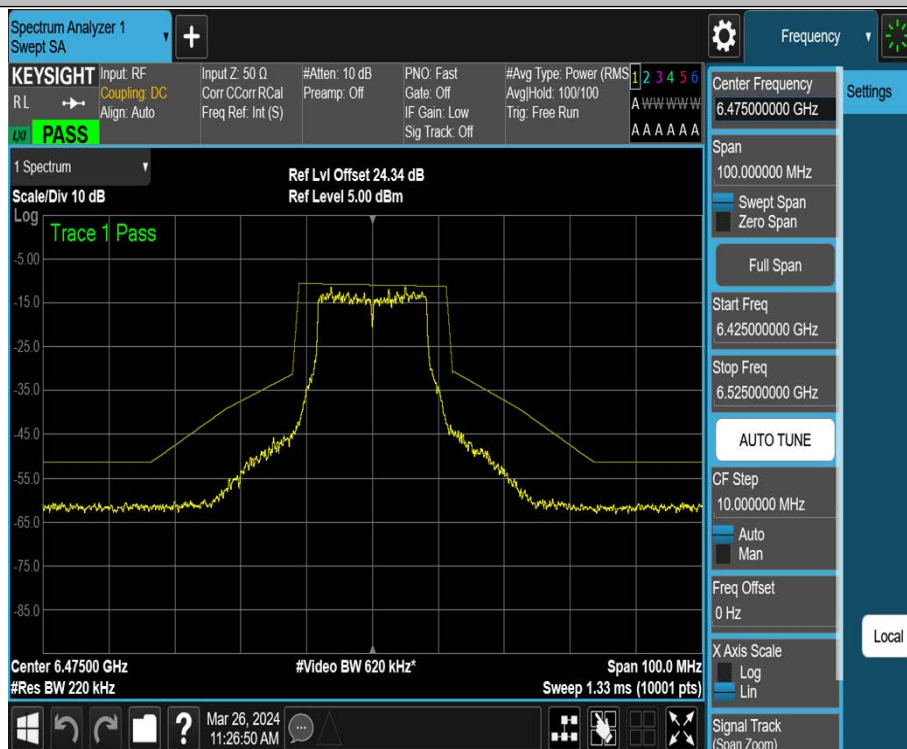 Spectrum Analyzer 1
Swept SA
+
Frequency
KEYSIGHT
RL
LXI
PASS
Input: RF
Coupling: DC
Align: Auto
Input Z: 50 Ω
Corr CCorr RCal
Freq Ref: Int (S)
#Atten: 10 dB
Preamp: Off
PNO: Fast
Gate: Off
IF Gain: Low
Sig Track: Off
#Avg Type: Power (RMS
Avg|Hold: 100/100
Trig: Free Run
1 2 3 4 5 6
A W W W W W
A A A A A A
1 Spectrum
Scale/Div 10 dB
Ref Lvl Offset 24.34 dB
Ref Level 5.00 dBm
Log
Trace 1 Pass
-5.00
-15.0
-25.0
-35.0
-45.0
-55.0
-65.0
-75.0
-85.0
Center 6.47500 GHz
#Res BW 220 kHz
#Video BW 620 kHz*
Span 100.0 MHz
Sweep 1.33 ms (10001 pts)
?
Mar 26, 2024
11:26:50 AM
Center Frequency
6.475000000 GHz
Span
100.000000 MHz
Swept Span
Zero Span
Full Span
Start Freq
6.425000000 GHz
Stop Freq
6.525000000 GHz
AUTO TUNE
CF Step
10.000000 MHz
Auto
Man
Freq Offset
0 Hz
X Axis Scale
Log
Lin
Signal Track
(Span Zoom)
Settings
Local